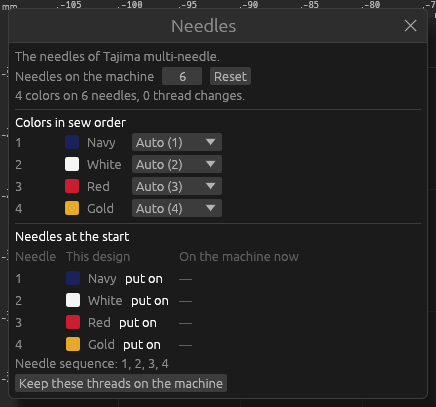 mm -105 -100 -95 -90 -85 -80 -7
Needles
The needles of Tajima multi-needle.
Needles on the machine 6 Reset
4 colors on 6 needles, 0 thread changes.
Colors in sew order
1 Navy Auto (1)
2 White Auto (2)
3 Red Auto (3)
4 Gold Auto (4)
Needles at the start
Needle This design On the machine now
1 Navy put on —
2 White put on —
3 Red put on —
4 Gold put on —
Needle sequence: 1, 2, 3, 4
Keep these threads on the machine